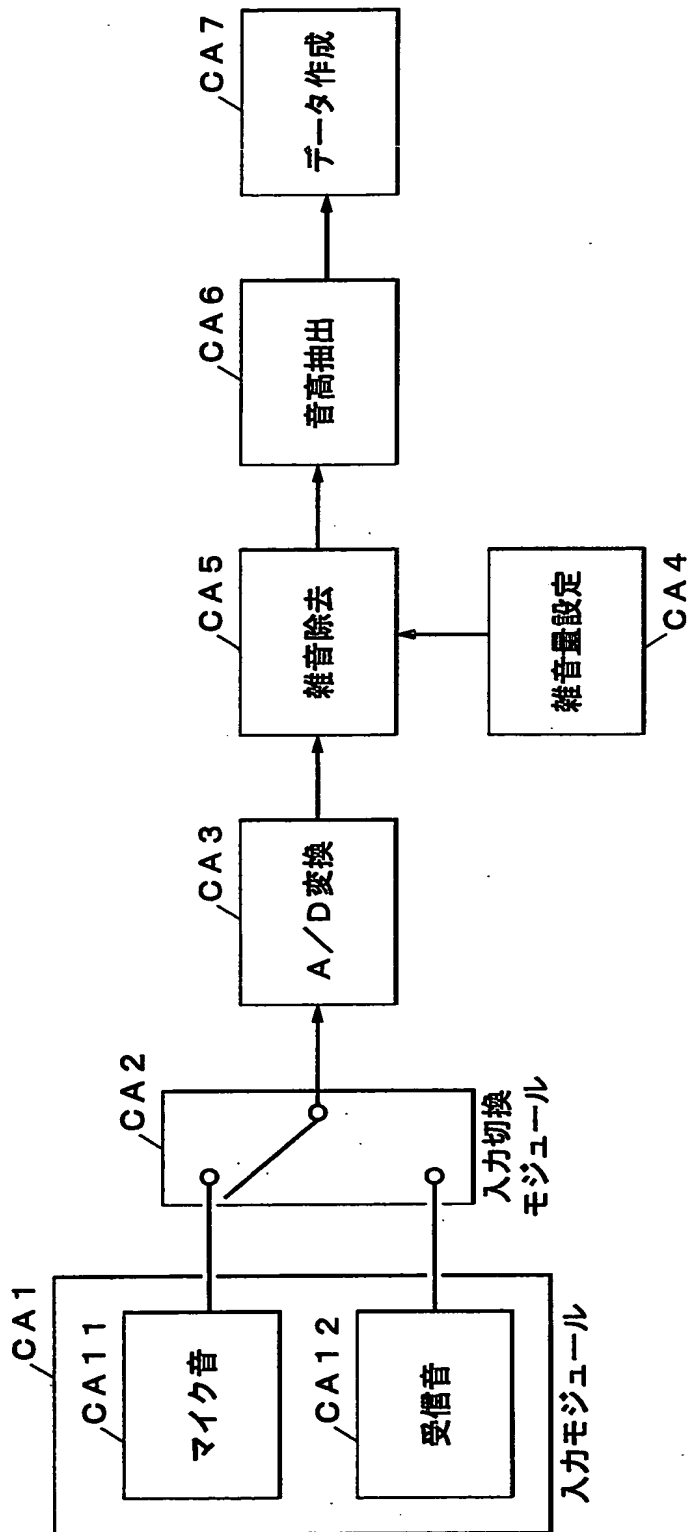 CA1
CA11
マイク音
CA12
受信音
入力モジュール
CA2
入力切換
モジュール
CA3
A/D変換
CA5
雑音除去
雑音量設定
CA4
CA6
音高抽出
CA7
データ作成